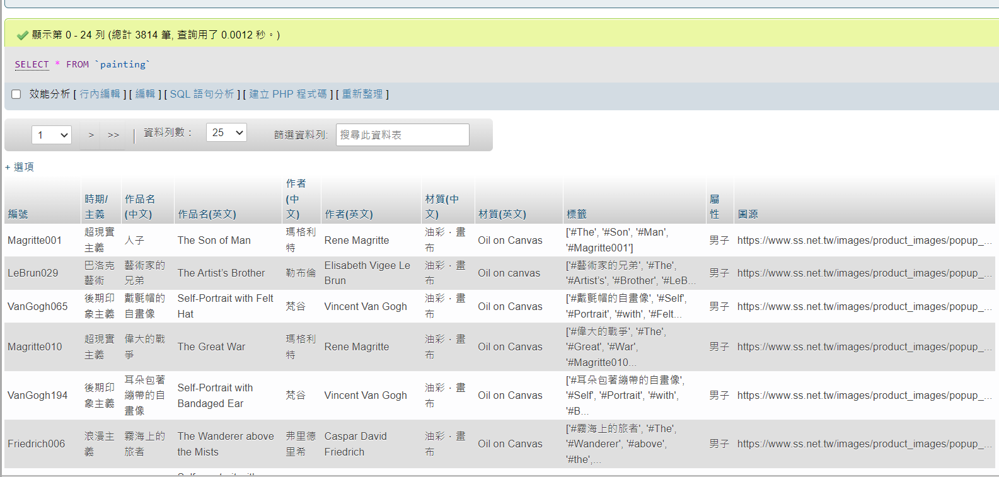 顯示第 0 - 24 列 (總計 3814 筆, 查詢用了 0.0012 秒。)
SELECT * FROM `painting`
效能分析 [ 行內編輯 ] [ 編輯 ] [ SQL 語句分析 ] [ 建立 PHP 程式碼 ] [ 重新整理 ]
1 > >> | 資料列數： 25 篩選資料列: 搜尋此資料表
+ 選項
編號 時期/主義 作品名(中文) 作品名(英文) 作者(中文) 作者(英文) 材質(中文) 材質(英文) 標籤 屬性 圖源
Magritte001 超現實主義 人子 The Son of Man 瑪格利特 Rene Magritte 油彩．畫布 Oil on Canvas ['#The', '#Son', '#Man', '#Magritte001'] 男子 https://www.ss.net.tw/images/product_images/popup_...
LeBrun029 巴洛克藝術 藝術家的兄弟 The Artist’s Brother 勒布倫 Elisabeth Vigee Le Brun 油彩．畫布 Oil on canvas ['#藝術家的兄弟', '#The', '#Artist’s', '#Brother', '#LeB... 男子 https://www.ss.net.tw/images/product_images/popup_...
VanGogh065 後期印象主義 戴氈帽的自畫像 Self-Portrait with Felt Hat 梵谷 Vincent Van Gogh 油彩．畫布 Oil on Canvas ['#戴氈帽的自畫像', '#Self', '#Portrait', '#with', '#Felt... 男子 https://www.ss.net.tw/images/product_images/popup_...
Magritte010 超現實主義 偉大的戰爭 The Great War 瑪格利特 Rene Magritte 油彩．畫布 Oil on Canvas ['#偉大的戰爭', '#The', '#Great', '#War', '#Magritte010... 男子 https://www.ss.net.tw/images/product_images/popup_...
VanGogh194 後期印象主義 耳朵包著繃帶的自畫像 Self-Portrait with Bandaged Ear 梵谷 Vincent Van Gogh 油彩．畫布 Oil on Canvas ['#耳朵包著繃帶的自畫像', '#Self', '#Portrait', '#with', '#B... 男子 https://www.ss.net.tw/images/product_images/popup_...
Friedrich006 浪漫主義 霧海上的旅者 The Wanderer above the Mists 弗里德里希 Caspar David Friedrich 油彩．畫布 Oil on Canvas ['#霧海上的旅者', '#The', '#Wanderer', '#above', '#the',... 男子 https://www.ss.net.tw/images/product_images/popup_...